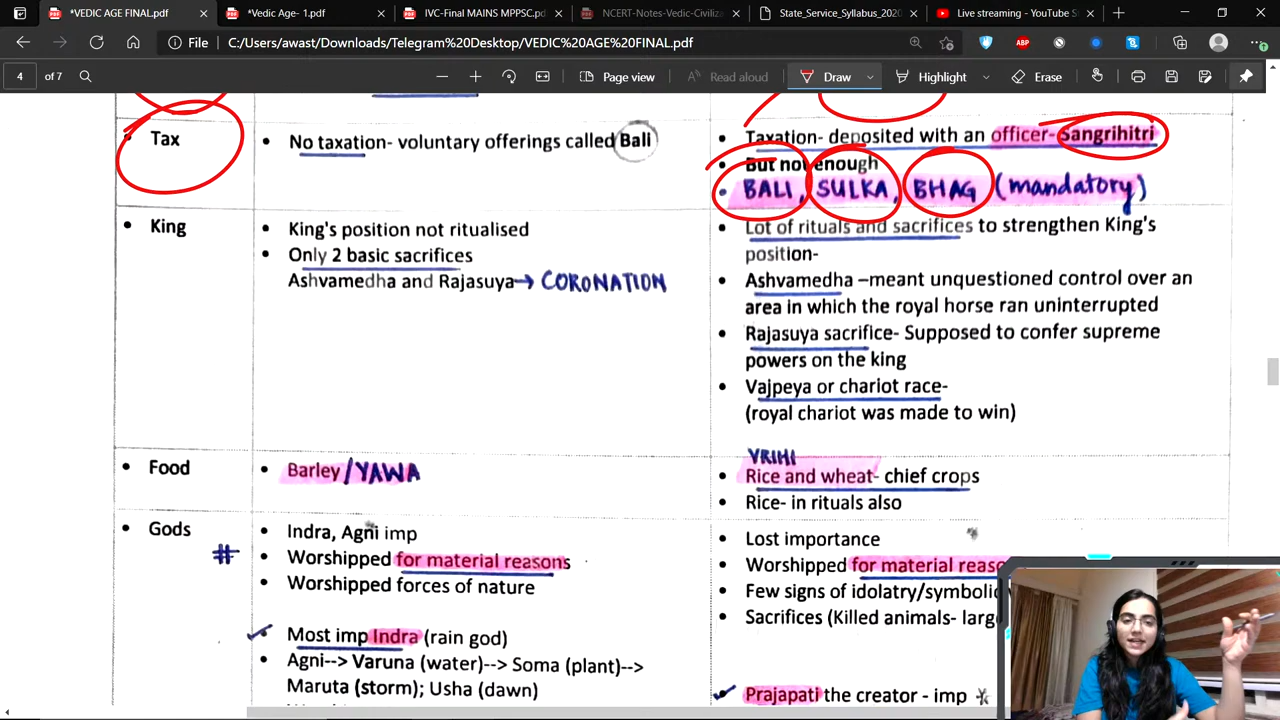 *VEDIC AGE FINAL.pdf
*Vedic Age- 1.pdf
IVC-Final MAINS MPPSC.pdf
NCERT-Notes-Vedic-Civiliza
State_Service_Syllabus_2020
Live streaming - YouTube S
File C:/Users/awast/Downloads/Telegram%20Desktop/VEDIC%20AGE%20FINAL.pdf
ABP
4 of 7
Page view
Read aloud
Draw
Highlight
Erase
Tax
No taxation- voluntary offerings called Bali
Taxation- deposited with an officer- Sangrihitri
But not enough
BALI, SULKA, BHAG (mandatory)
King
King's position not ritualised
Only 2 basic sacrifices
Ashvamedha and Rajasuya→ CORONATION
Lot of rituals and sacrifices to strengthen King's
position-
Ashvamedha –meant unquestioned control over an
area in which the royal horse ran uninterrupted
Rajasuya sacrifice- Supposed to confer supreme
powers on the king
Vajpeya or chariot race-
(royal chariot was made to win)
Food
Barley/YAWA
VRIHI
Rice and wheat- chief crops
Rice- in rituals also
Gods
#
Indra, Agni imp
Worshipped for material reasons
Worshipped forces of nature
Most imp Indra (rain god)
Agni--> Varuna (water)--> Soma (plant)-->
Maruta (storm); Usha (dawn)
Lost importance
Worshipped for material reaso
Few signs of idolatry/symbolic
Sacrifices (Killed animals- larg
Prajapati the creator - imp